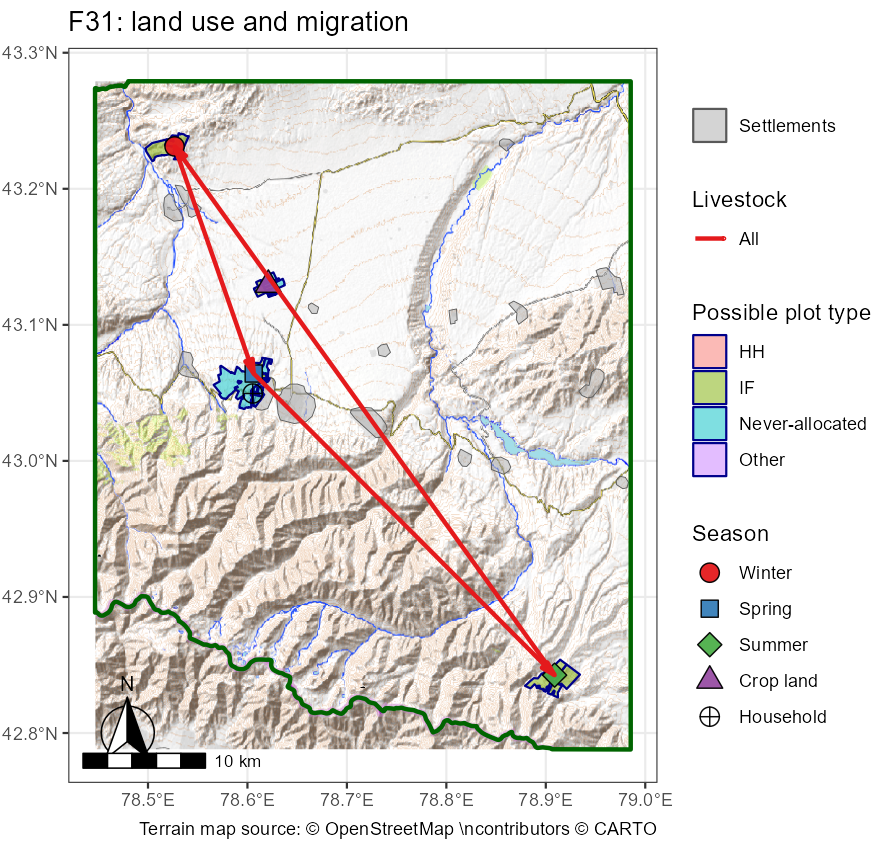 F31: land use and migration
43.3°N
43.2°N
43.1°N
43.0°N
42.9°N
42.8°N
78.5°E
78.6°E
78.7°E
78.8°E
78.9°E
79.0°E
N
10 km
Settlements
Livestock
All
Possible plot type
HH
IF
Never-allocated
Other
Season
Winter
Spring
Summer
Crop land
Household
Terrain map source: © OpenStreetMap \ncontributors © CARTO